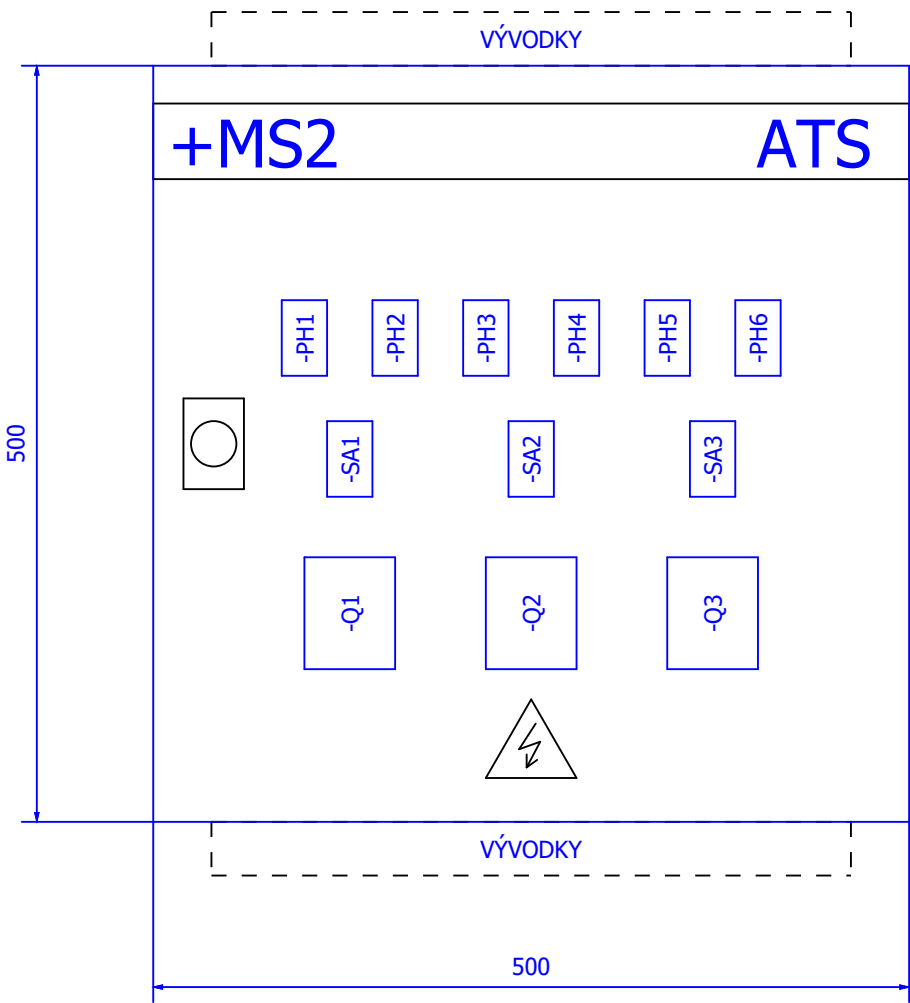 VÝVODKY
+MS2 ATS
-PH1 -PH2 -PH3 -PH4 -PH5 -PH6
500
-SA1 -SA2 -SA3
-Q1 -Q2 -Q3
VÝVODKY
500